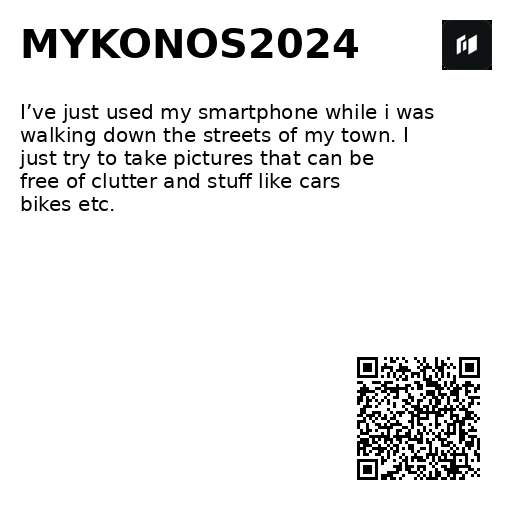 MYKONOS2024
I’ve just used my smartphone while i was
walking down the streets of my town. I
just try to take pictures that can be
free of clutter and stuff like cars
bikes etc.